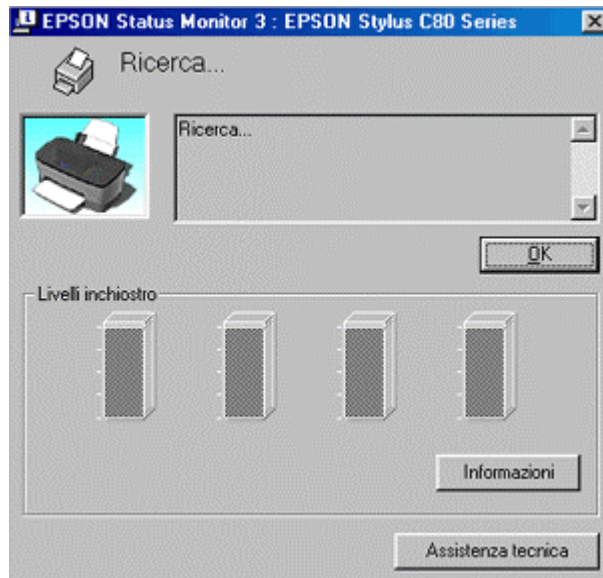 EPSON Status Monitor 3 : EPSON Stylus C80 Series
Ricerca...
Ricerca...
OK
Livelli inchiostro
Informazioni
Assistenza tecnica